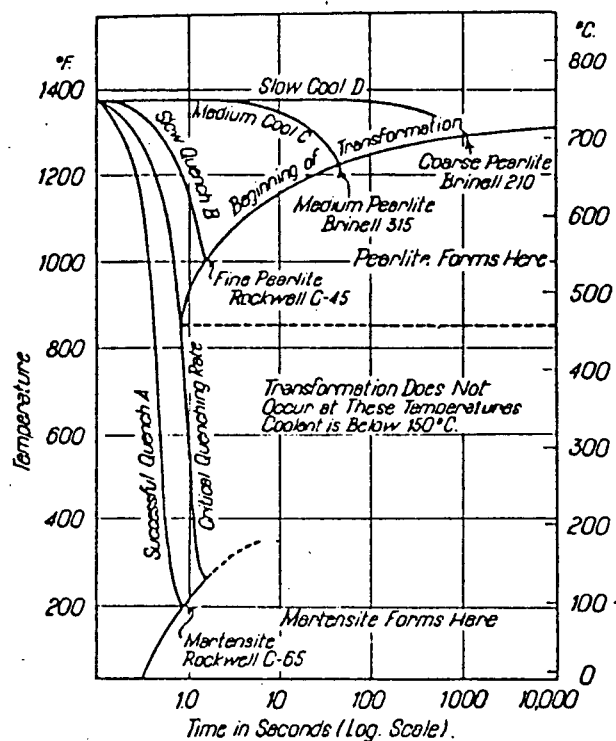 °F.
°C.
1400
1200
1000
800
600
400
200
800
700
600
500
400
300
200
100
0
Temperature
Slow Cool D
Medium Cool C
Slow Quench B
Beginning of Transformation
Coarse Pearlite
Brinell 210
Medium Pearlite
Brinell 315
Pearlite Forms Here
Fine Pearlite
Rockwell C-45
Transformation Does Not
Occur at These Temperatures
Coolant is Below 150°C.
Successful Quench A
Critical Quenching Rate
Martensite Forms Here
Martensite
Rockwell C-65
1.0
10
100
1000
10,000
Time in Seconds (Log. Scale).